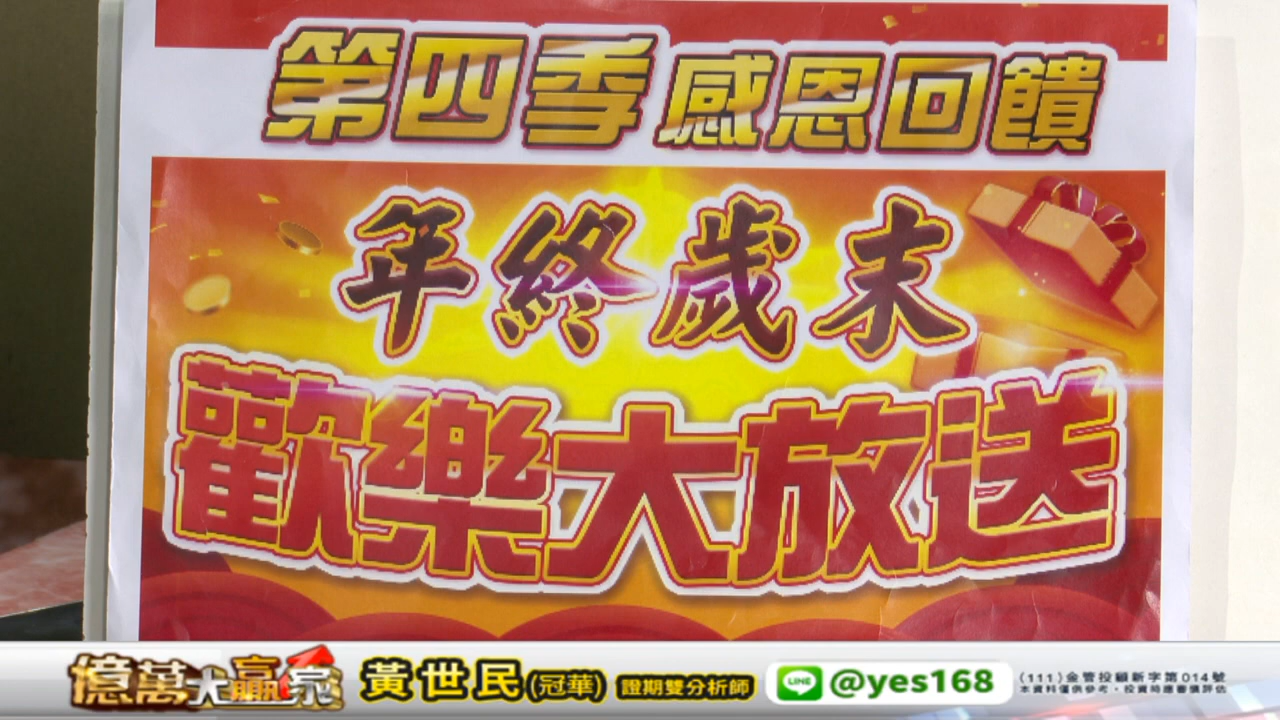 第四季感恩回饋
年終歲末
歡樂大放送
億萬大贏家 黃世民(冠華) 證期雙分析師 LINE @yes168 (111)金管投顧新字第014號
本資料僅供參考，投資時應審慎評估